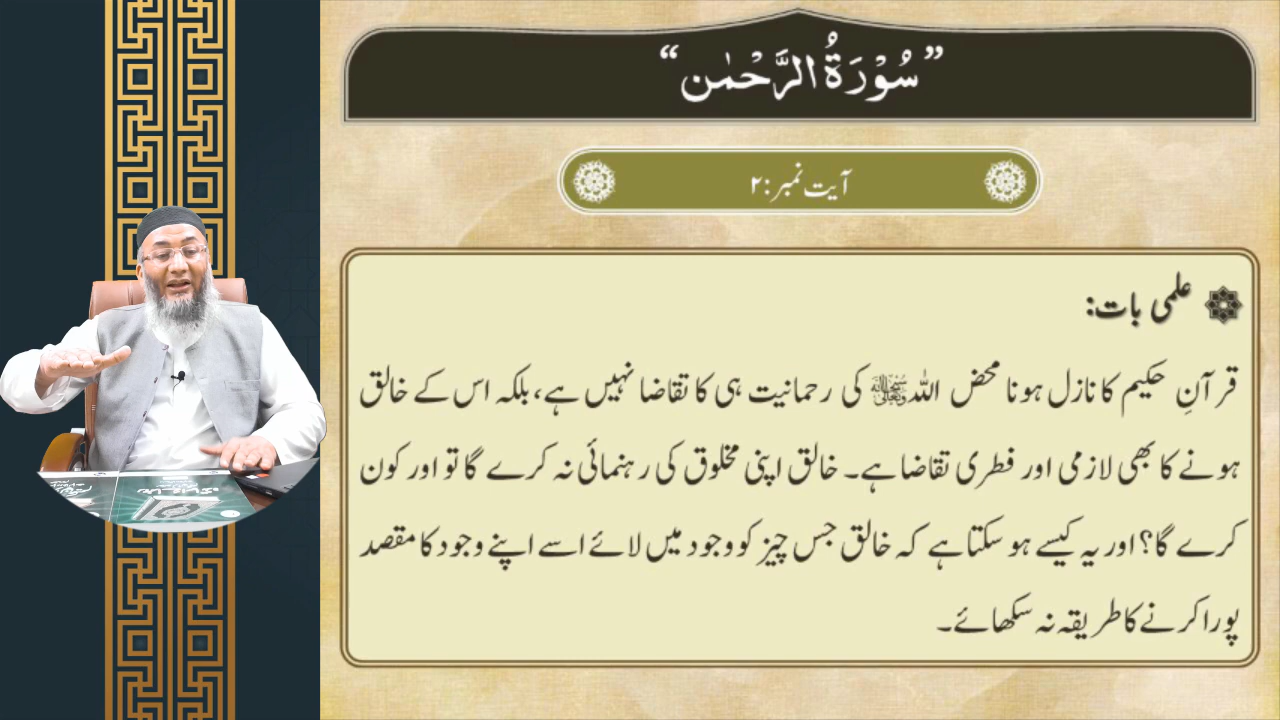 ”سُوْرَةُ الرَّحْمٰن“
آیت نمبر: ۲
علمی بات:
قرآنِ حکیم کا نازل ہونا محض اللہ ﷻ کی رحمانیت ہی کا تقاضا نہیں ہے، بلکہ اس کے خالق
ہونے کا بھی لازمی اور فطری تقاضا ہے۔ خالق اپنی مخلوق کی رہنمائی نہ کرے گا تو اور کون
کرے گا؟ اور یہ کیسے ہو سکتا ہے کہ خالق جس چیز کو وجود میں لائے اسے اپنے وجود کا مقصد
پورا کرنے کا طریقہ نہ سکھائے۔